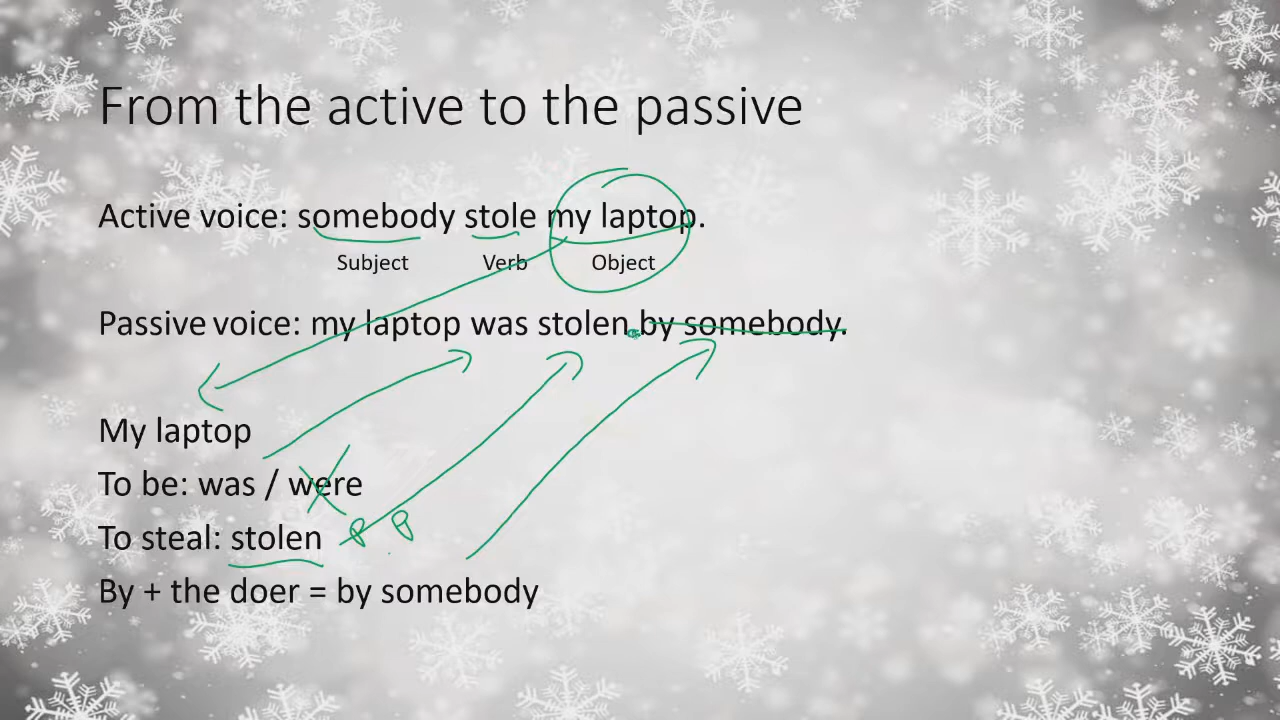 From the active to the passive
Active voice: somebody stole my laptop.
Subject Verb Object
Passive voice: my laptop was stolen by somebody.
My laptop
To be: was / were
To steal: stolen P.P
By + the doer = by somebody